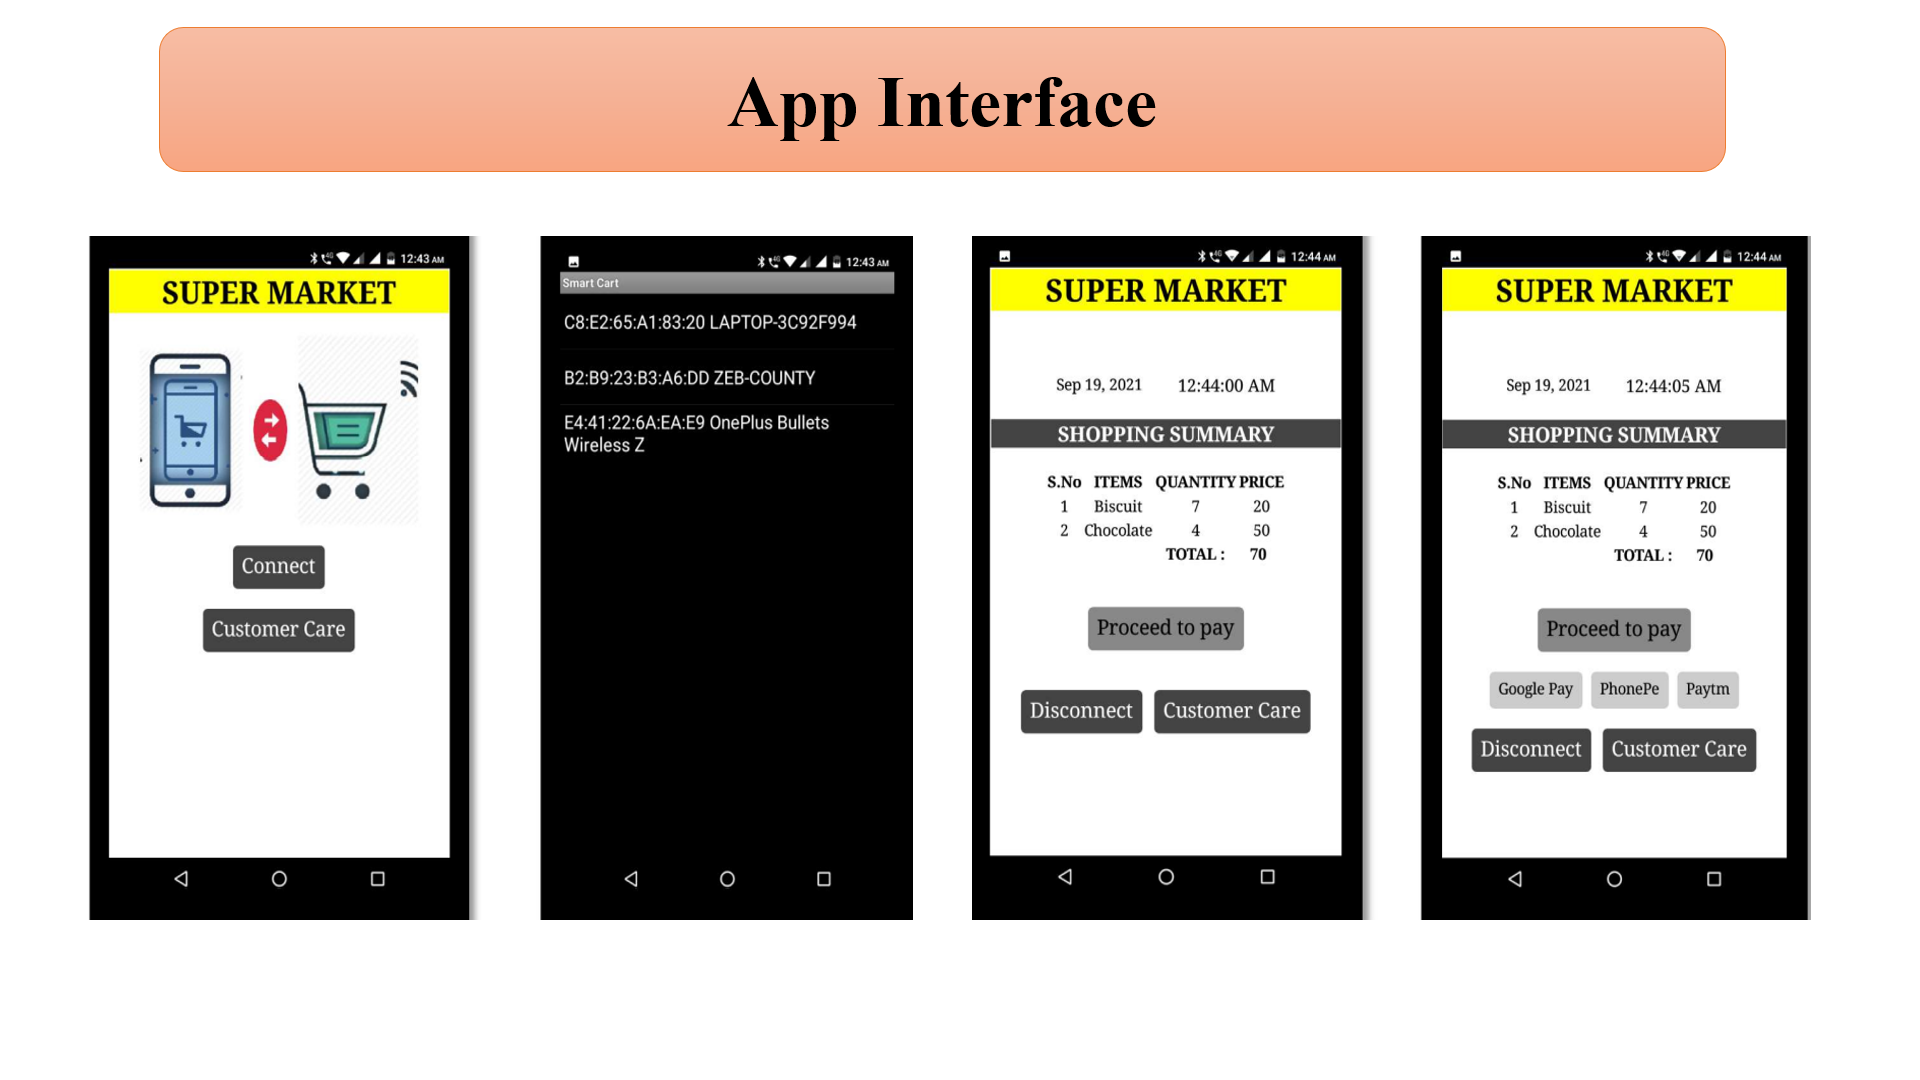 App Interface
12:43 AM
SUPER MARKET
Connect
Customer Care
12:43 AM
Smart Cart
C8:E2:65:A1:83:20 LAPTOP-3C92F994
B2:B9:23:B3:A6:DD ZEB-COUNTY
E4:41:22:6A:EA:E9 OnePlus Bullets
Wireless Z
4G 12:44 AM
SUPER MARKET
Sep 19, 2021 12:44:00 AM
SHOPPING SUMMARY
S.No ITEMS QUANTITY PRICE
1 Biscuit 7 20
2 Chocolate 4 50
TOTAL : 70
Proceed to pay
Disconnect Customer Care
4G 12:44 AM
SUPER MARKET
Sep 19, 2021 12:44:05 AM
SHOPPING SUMMARY
S.No ITEMS QUANTITY PRICE
1 Biscuit 7 20
2 Chocolate 4 50
TOTAL : 70
Proceed to pay
Google Pay PhonePe Paytm
Disconnect Customer Care